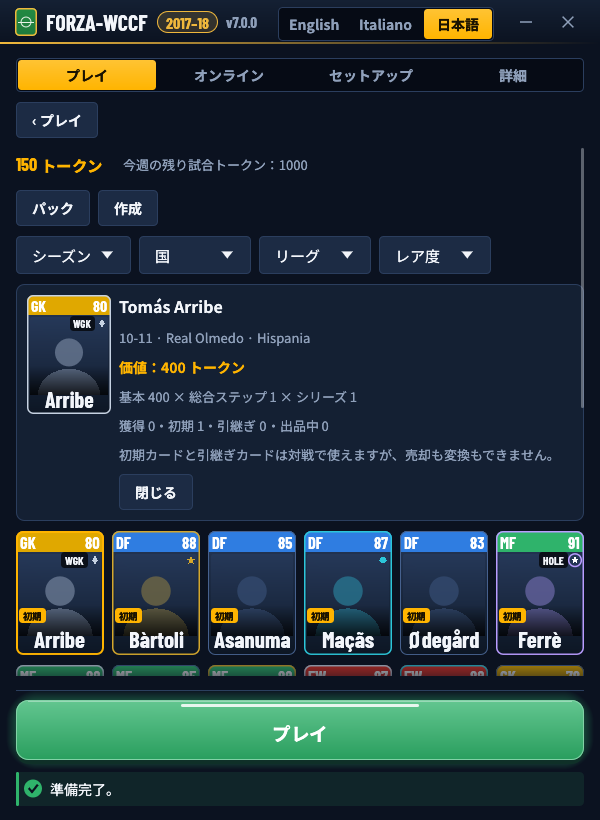 FORZA-WCCF 2017-18 v7.0.0 English Italiano 日本語
プレイ オンライン セットアップ 詳細
‹ プレイ
150 トークン 今週の残り試合トークン：1000
パック 作成
シーズン 国 リーグ レア度
GK 80
WGK
Arribe
Tomás Arribe
10-11 · Real Olmedo · Hispania
価値：400 トークン
基本 400 × 総合ステップ 1 × シリーズ 1
獲得 0・初期 1・引継ぎ 0・出品中 0
初期カードと引継ぎカードは対戦で使えますが、売却も変換もできません。
閉じる
GK 80 DF 88 DF 85 DF 87 DF 83 MF 91
WGK HOLE
初期 初期 初期 初期 初期 初期
Arribe Bàrtoli Asanuma Maçãs Ødegård Ferrè
プレイ
準備完了。